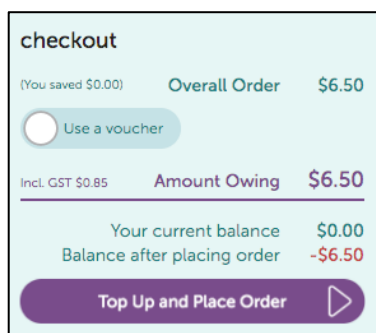 checkout
(You saved $0.00) Overall Order $6.50
Use a voucher
Incl. GST $0.85 Amount Owing $6.50
Your current balance $0.00
Balance after placing order -$6.50
Top Up and Place Order